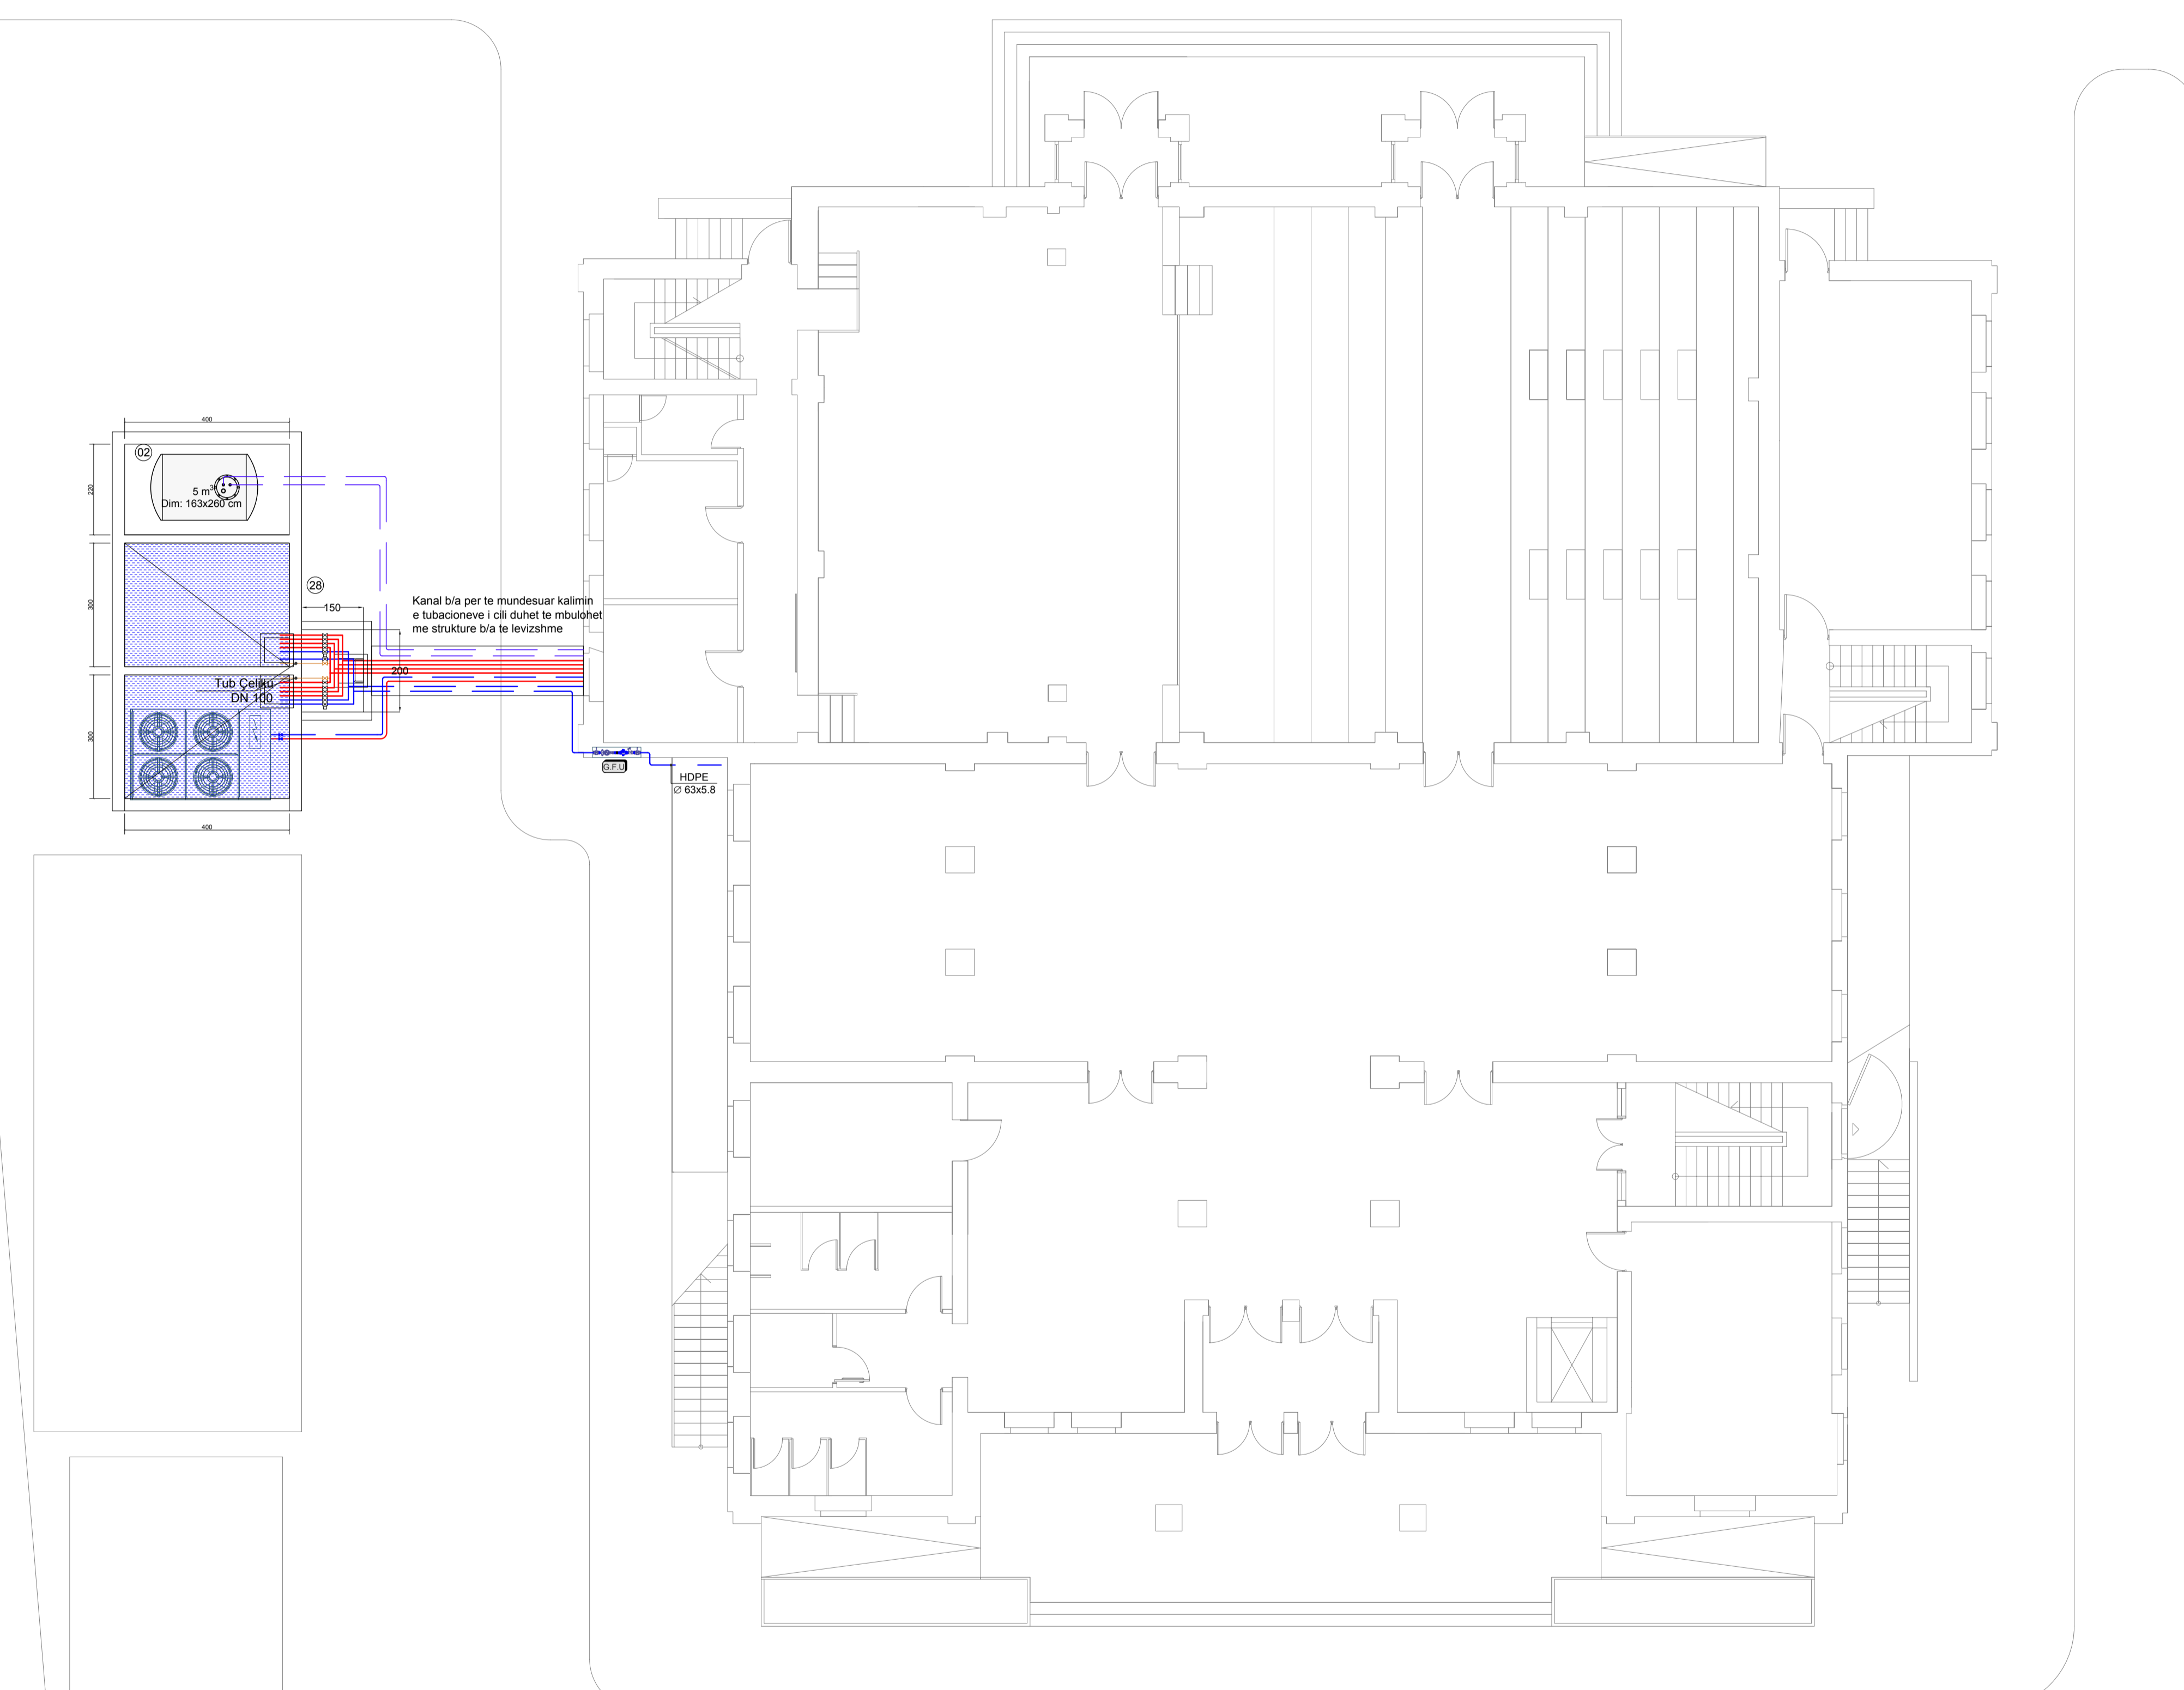 400
02
220
5 m3
Dim: 163x260 cm
300
28
150
Kanal b/a per te mundesuar kalimin
e tubacioneve i cili duhet te mbulohet
me strukture b/a te levizshme
200
Tub Çeliku
DN 100
300
G.F.U
HDPE
∅ 63x5.8
400